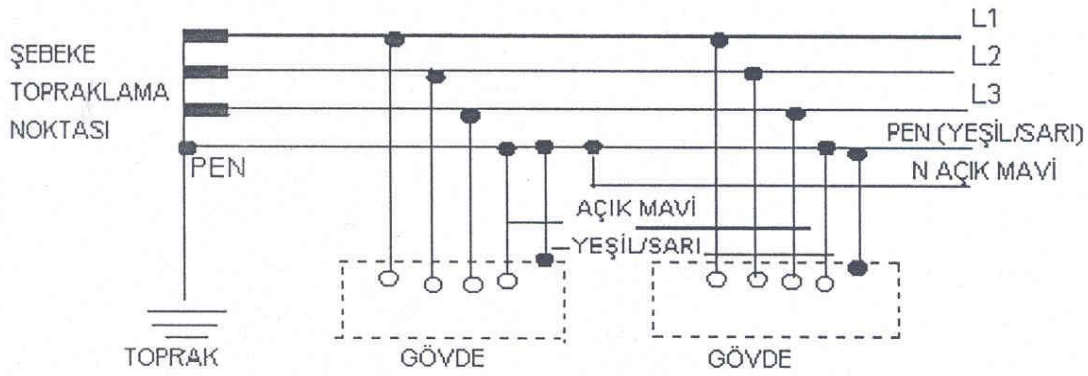 L1
ŞEBEKE
L2
TOPRAKLAMA
L3
NOKTASI
PEN (YEŞİL/SARI)
PEN
N AÇIK MAVİ
AÇIK MAVİ
YEŞİL/SARI
TOPRAK
GÖVDE
GÖVDE